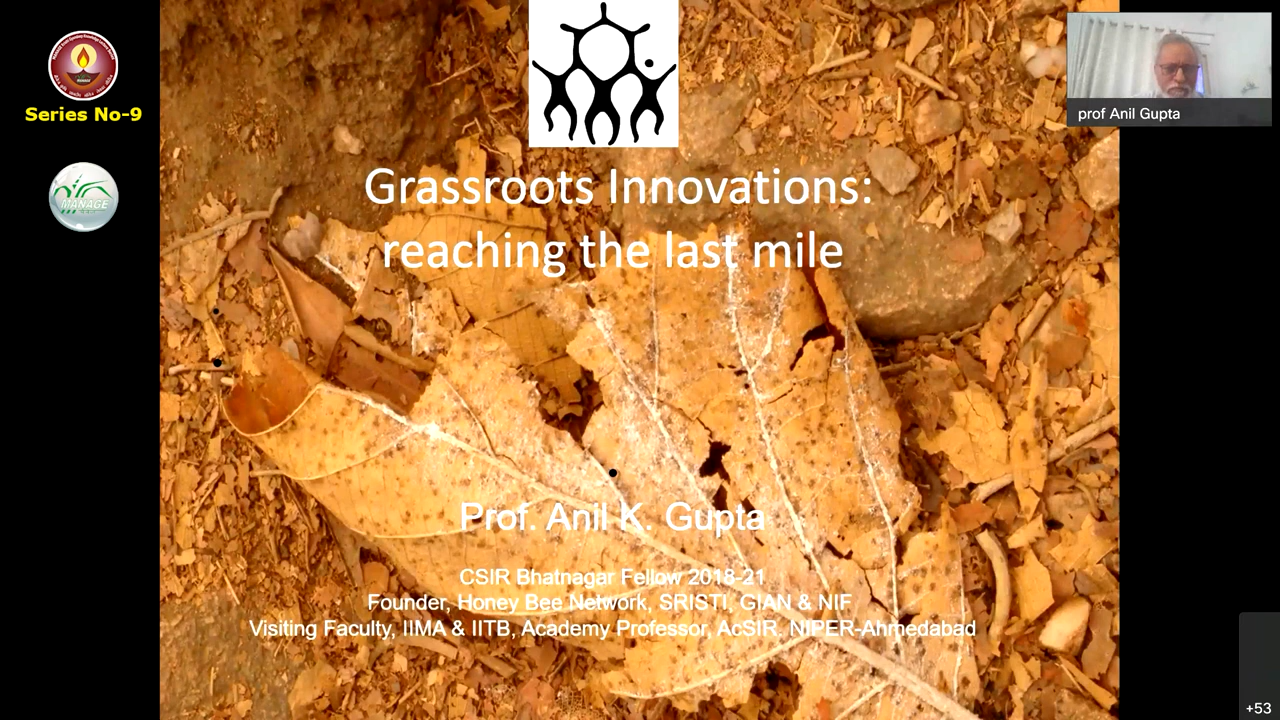 Series No-9
MANAGE
Grassroots Innovations:
reaching the last mile
Prof. Anil K. Gupta
CSIR Bhatnagar Fellow 2018-21
Founder, Honey Bee Network, SRISTI, GIAN & NIF
Visiting Faculty, IIMA & IITB, Academy Professor, AcSIR. NIPER-Ahmedabad
prof Anil Gupta
+53